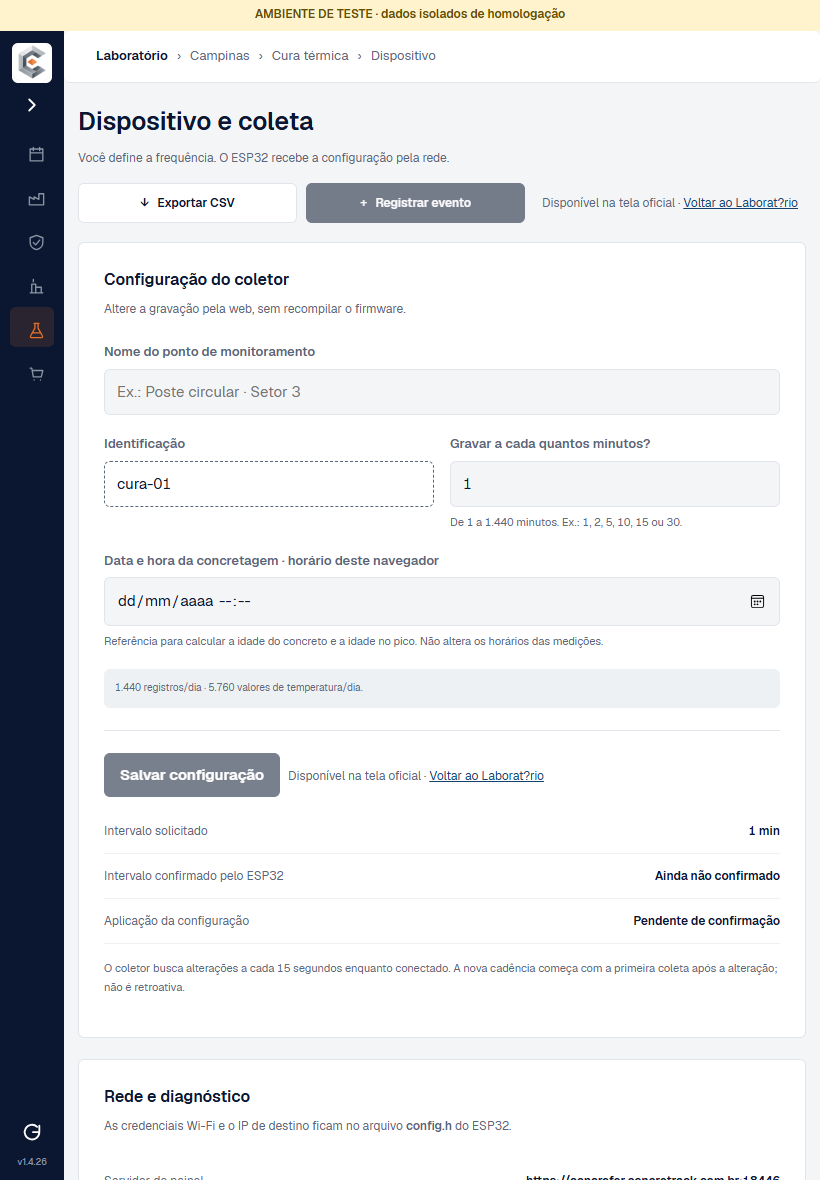 AMBIENTE DE TESTE · dados isolados de homologação
Laboratório › Campinas › Cura térmica › Dispositivo
Dispositivo e coleta
Você define a frequência. O ESP32 recebe a configuração pela rede.
↓ Exportar CSV
+ Registrar evento
Disponível na tela oficial · Voltar ao Laborat?rio
Configuração do coletor
Altere a gravação pela web, sem recompilar o firmware.
Nome do ponto de monitoramento
Ex.: Poste circular · Setor 3
Identificação
cura-01
Gravar a cada quantos minutos?
1
De 1 a 1.440 minutos. Ex.: 1, 2, 5, 10, 15 ou 30.
Data e hora da concretagem · horário deste navegador
dd/mm/aaaa --:--
Referência para calcular a idade do concreto e a idade no pico. Não altera os horários das medições.
1.440 registros/dia · 5.760 valores de temperatura/dia.
Salvar configuração
Disponível na tela oficial · Voltar ao Laborat?rio
Intervalo solicitado 1 min
Intervalo confirmado pelo ESP32 Ainda não confirmado
Aplicação da configuração Pendente de confirmação
O coletor busca alterações a cada 15 segundos enquanto conectado. A nova cadência começa com a primeira coleta após a alteração;
não é retroativa.
Rede e diagnóstico
As credenciais Wi-Fi e o IP de destino ficam no arquivo config.h do ESP32.
Servidor do painel
v1.4.26